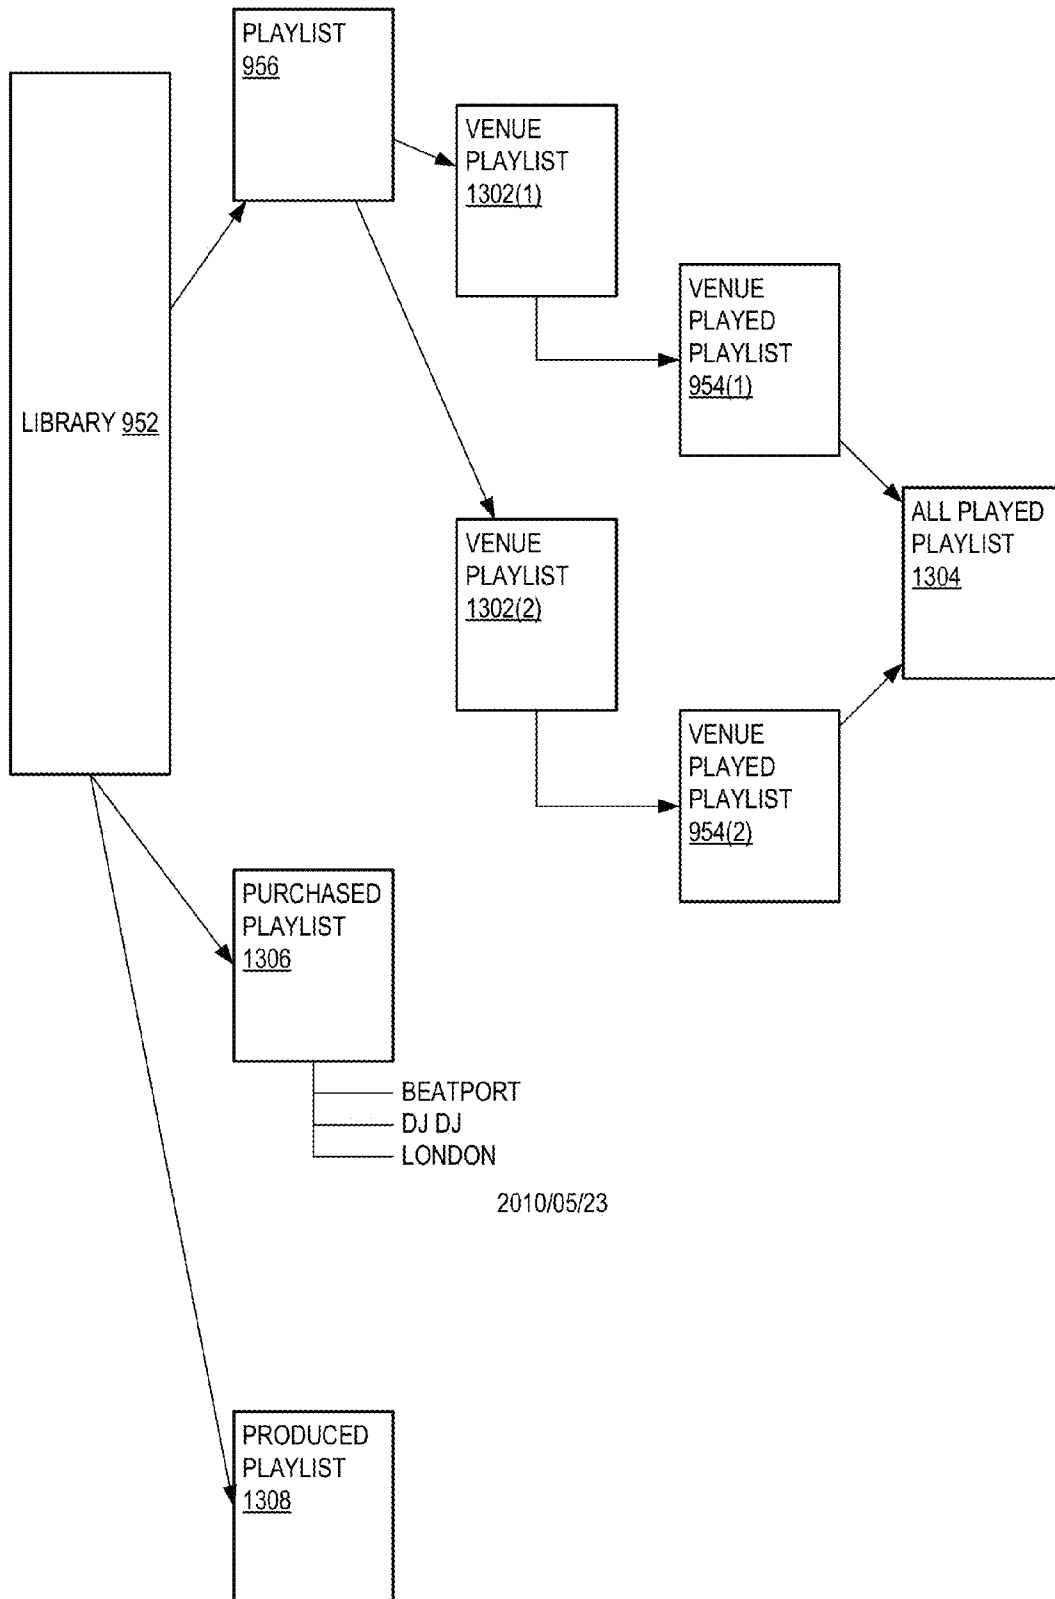 PLAYLIST
956
VENUE
PLAYLIST
1302(1)
VENUE
PLAYED
PLAYLIST
954(1)
LIBRARY 952
ALL PLAYED
PLAYLIST
1304
VENUE
PLAYLIST
1302(2)
VENUE
PLAYED
PLAYLIST
954(2)
PURCHASED
PLAYLIST
1306
BEATPORT
DJ DJ
LONDON
2010/05/23
PRODUCED
PLAYLIST
1308